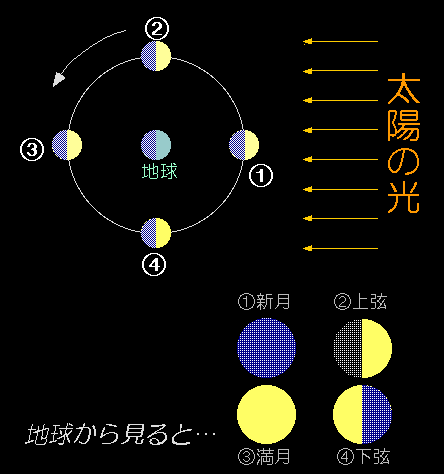 ②
③
地球
①
④
太陽の光
①新月
②上弦
地球から見ると…
③満月
④下弦